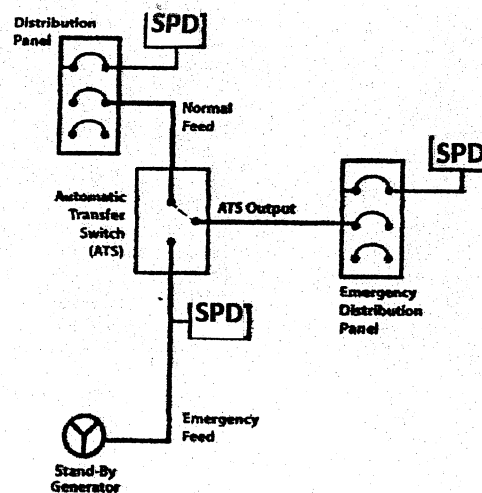 Distribution
Panel
SPD
Normal
Feed
SPD
Automatic
Transfer
Switch
(ATS)
ATS Output
Emergency
Distribution
Panel
SPD
Emergency
Feed
Stand-By
Generator